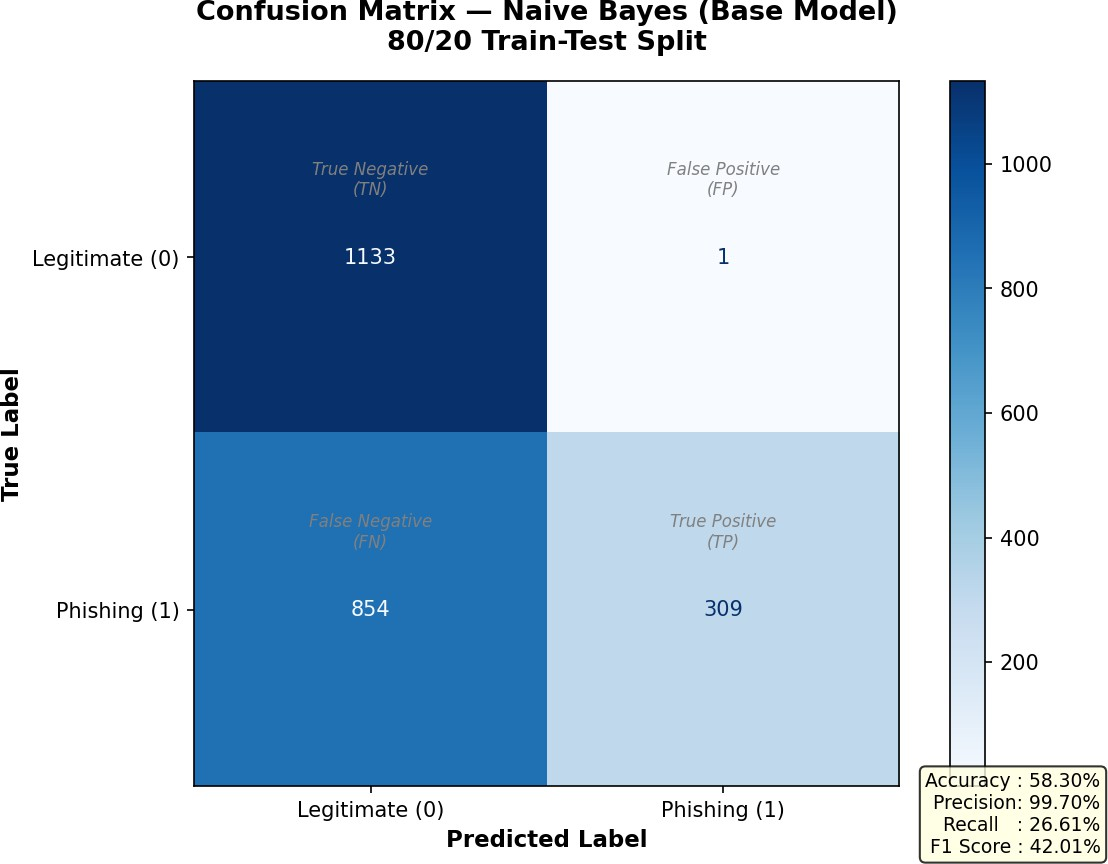 Confusion Matrix — Naive Bayes (Base Model)
80/20 Train-Test Split
True Negative
(TN)
False Positive
(FP)
1133
1
Legitimate (0)
True Label
False Negative
(FN)
True Positive
(TP)
854
309
Phishing (1)
Legitimate (0)
Phishing (1)
Predicted Label
1000
800
600
400
200
Accuracy : 58.30%
Precision: 99.70%
Recall : 26.61%
F1 Score : 42.01%